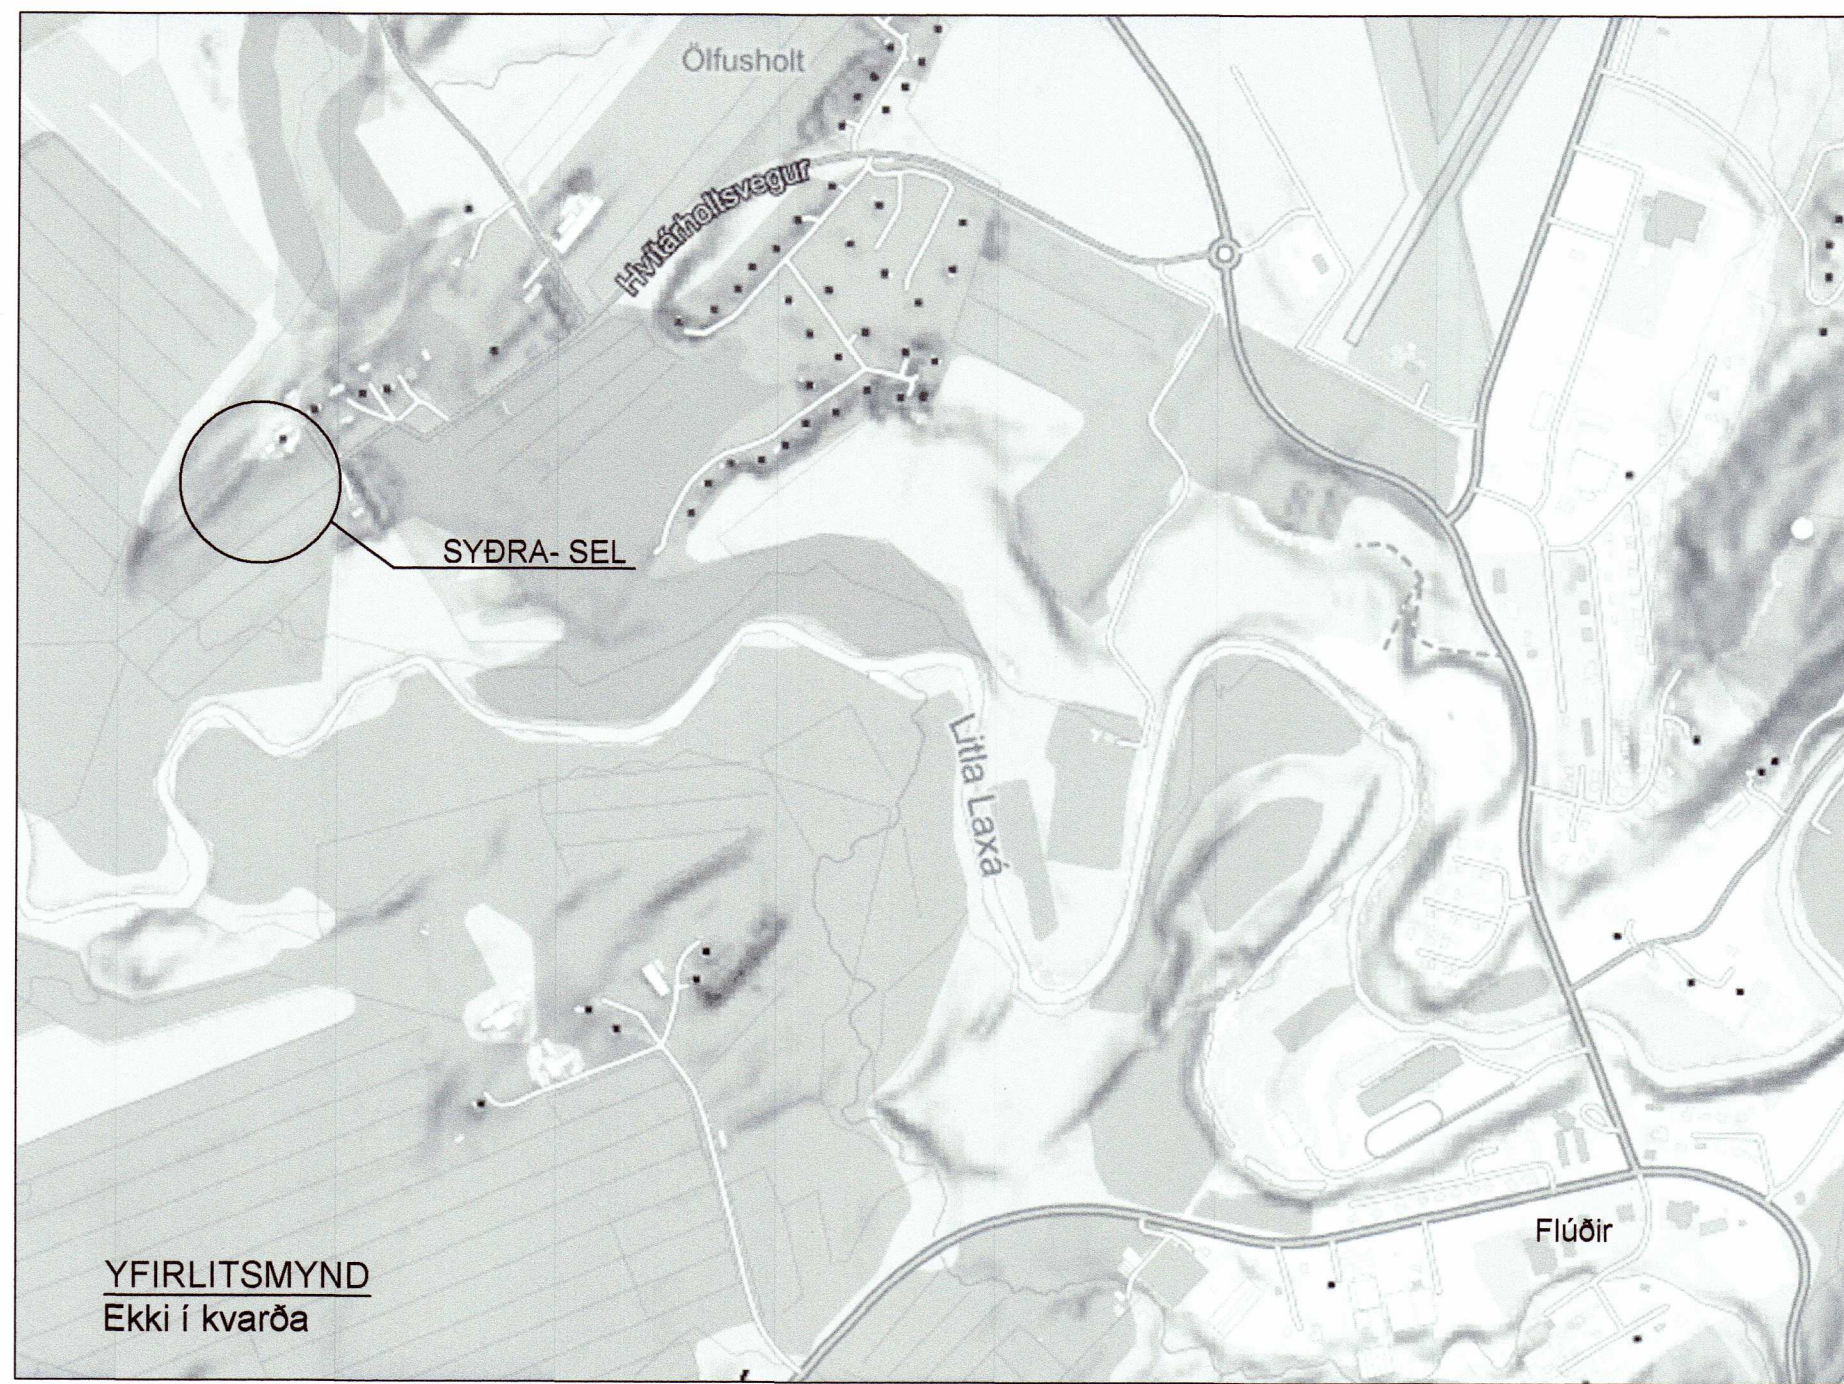 Ölfusholt
Hvítárholtsvegur
SYÐRA- SEL
Litla Laxá
Flúðir
YFIRLITSMYND
Ekki í kvarða